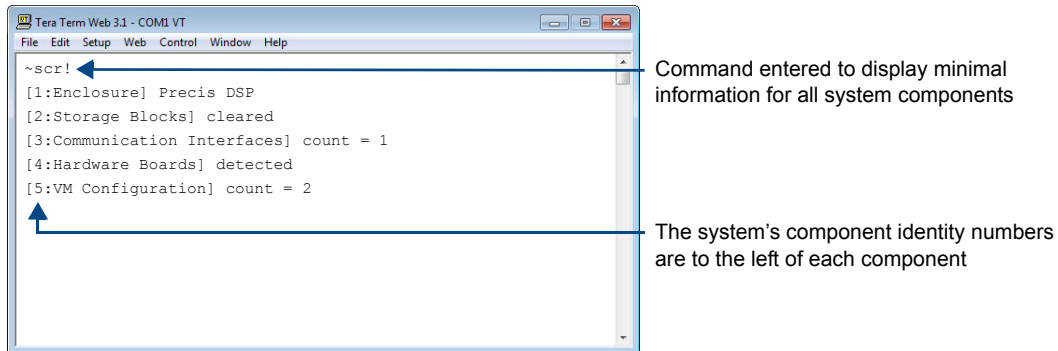 Tera Term Web 3.1 - COM1 VT
File Edit Setup Web Control Window Help
~scr!
[1:Enclosure] Precis DSP
[2:Storage Blocks] cleared
[3:Communication Interfaces] count = 1
[4:Hardware Boards] detected
[5:VM Configuration] count = 2
Command entered to display minimal
information for all system components
The system's component identity numbers
are to the left of each component